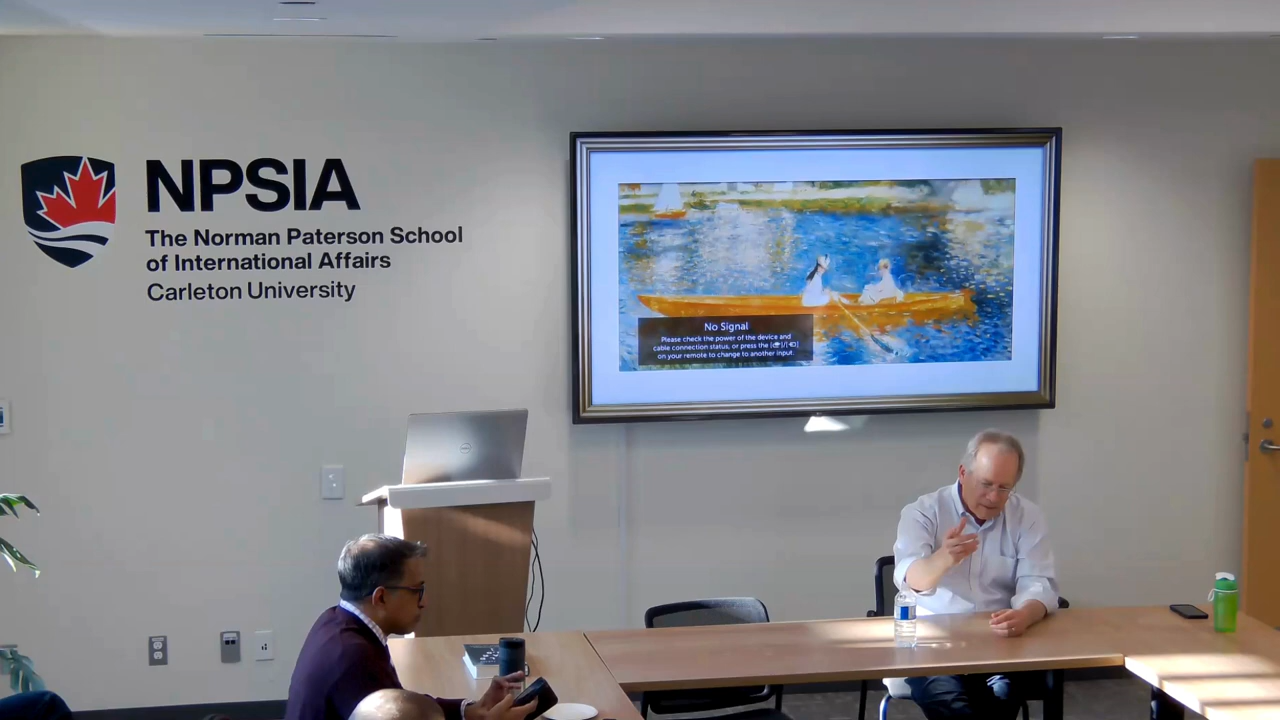 NPSIA
The Norman Paterson School
of International Affairs
Carleton University
No Signal
Please check the power of the device and
cable connection status, or press the
on your remote to change to another input.
DELL